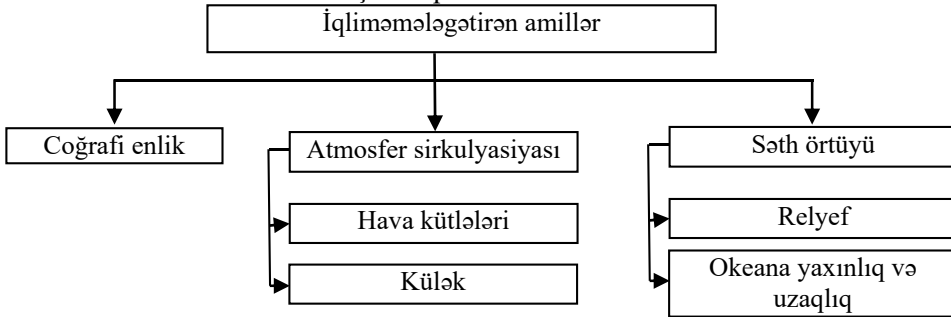 İqliməmələgətirən amillər
Coğrafi enlik
Atmosfer sirkulyasiyası
Hava kütlələri
Külək
Səth örtüyü
Relyef
Okeana yaxınlıq və
uzaqlıq